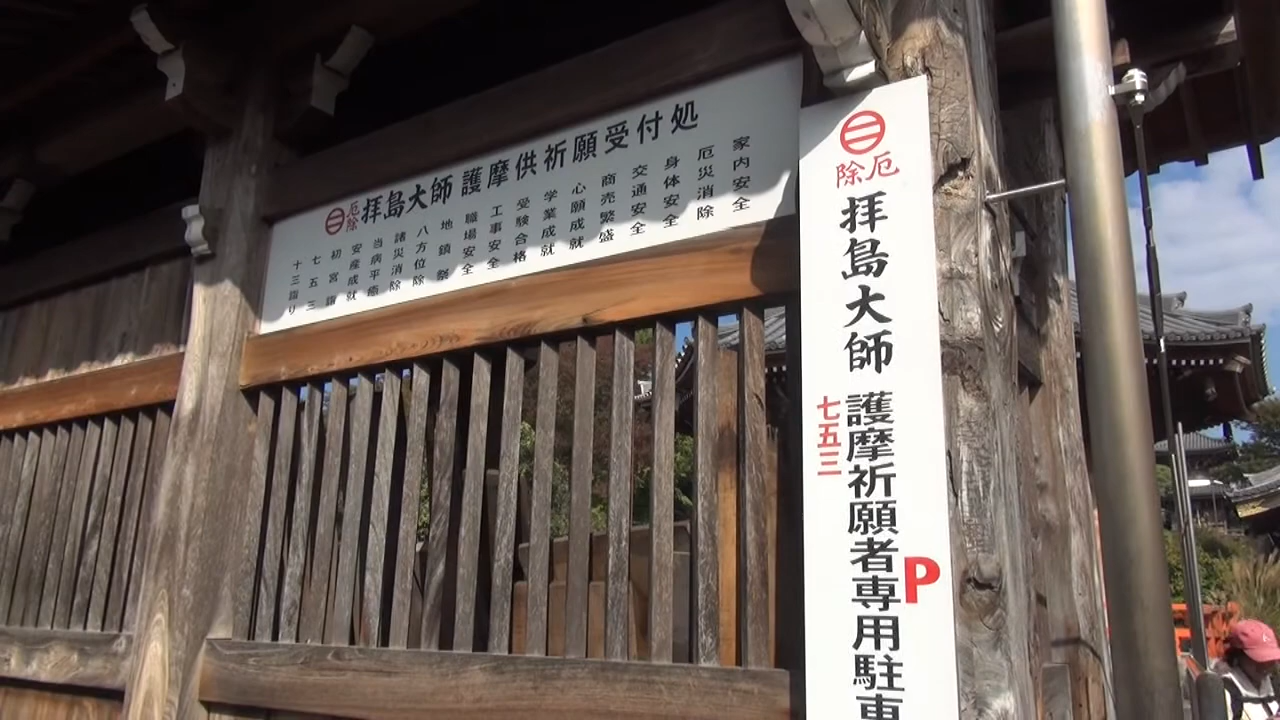 厄除
拝島大師 護摩供祈願受付処
家内安全
厄災消除
身体安全
交通安全
商売繁盛
心願成就
学業成就
受験合格
工事安全
職場安全
地鎮祭
八方位除
諸災消除
当病平癒
安産成就
初宮詣
七五三
十三詣り
厄除
拝島大師
護摩祈願者専用駐車
七五三
P